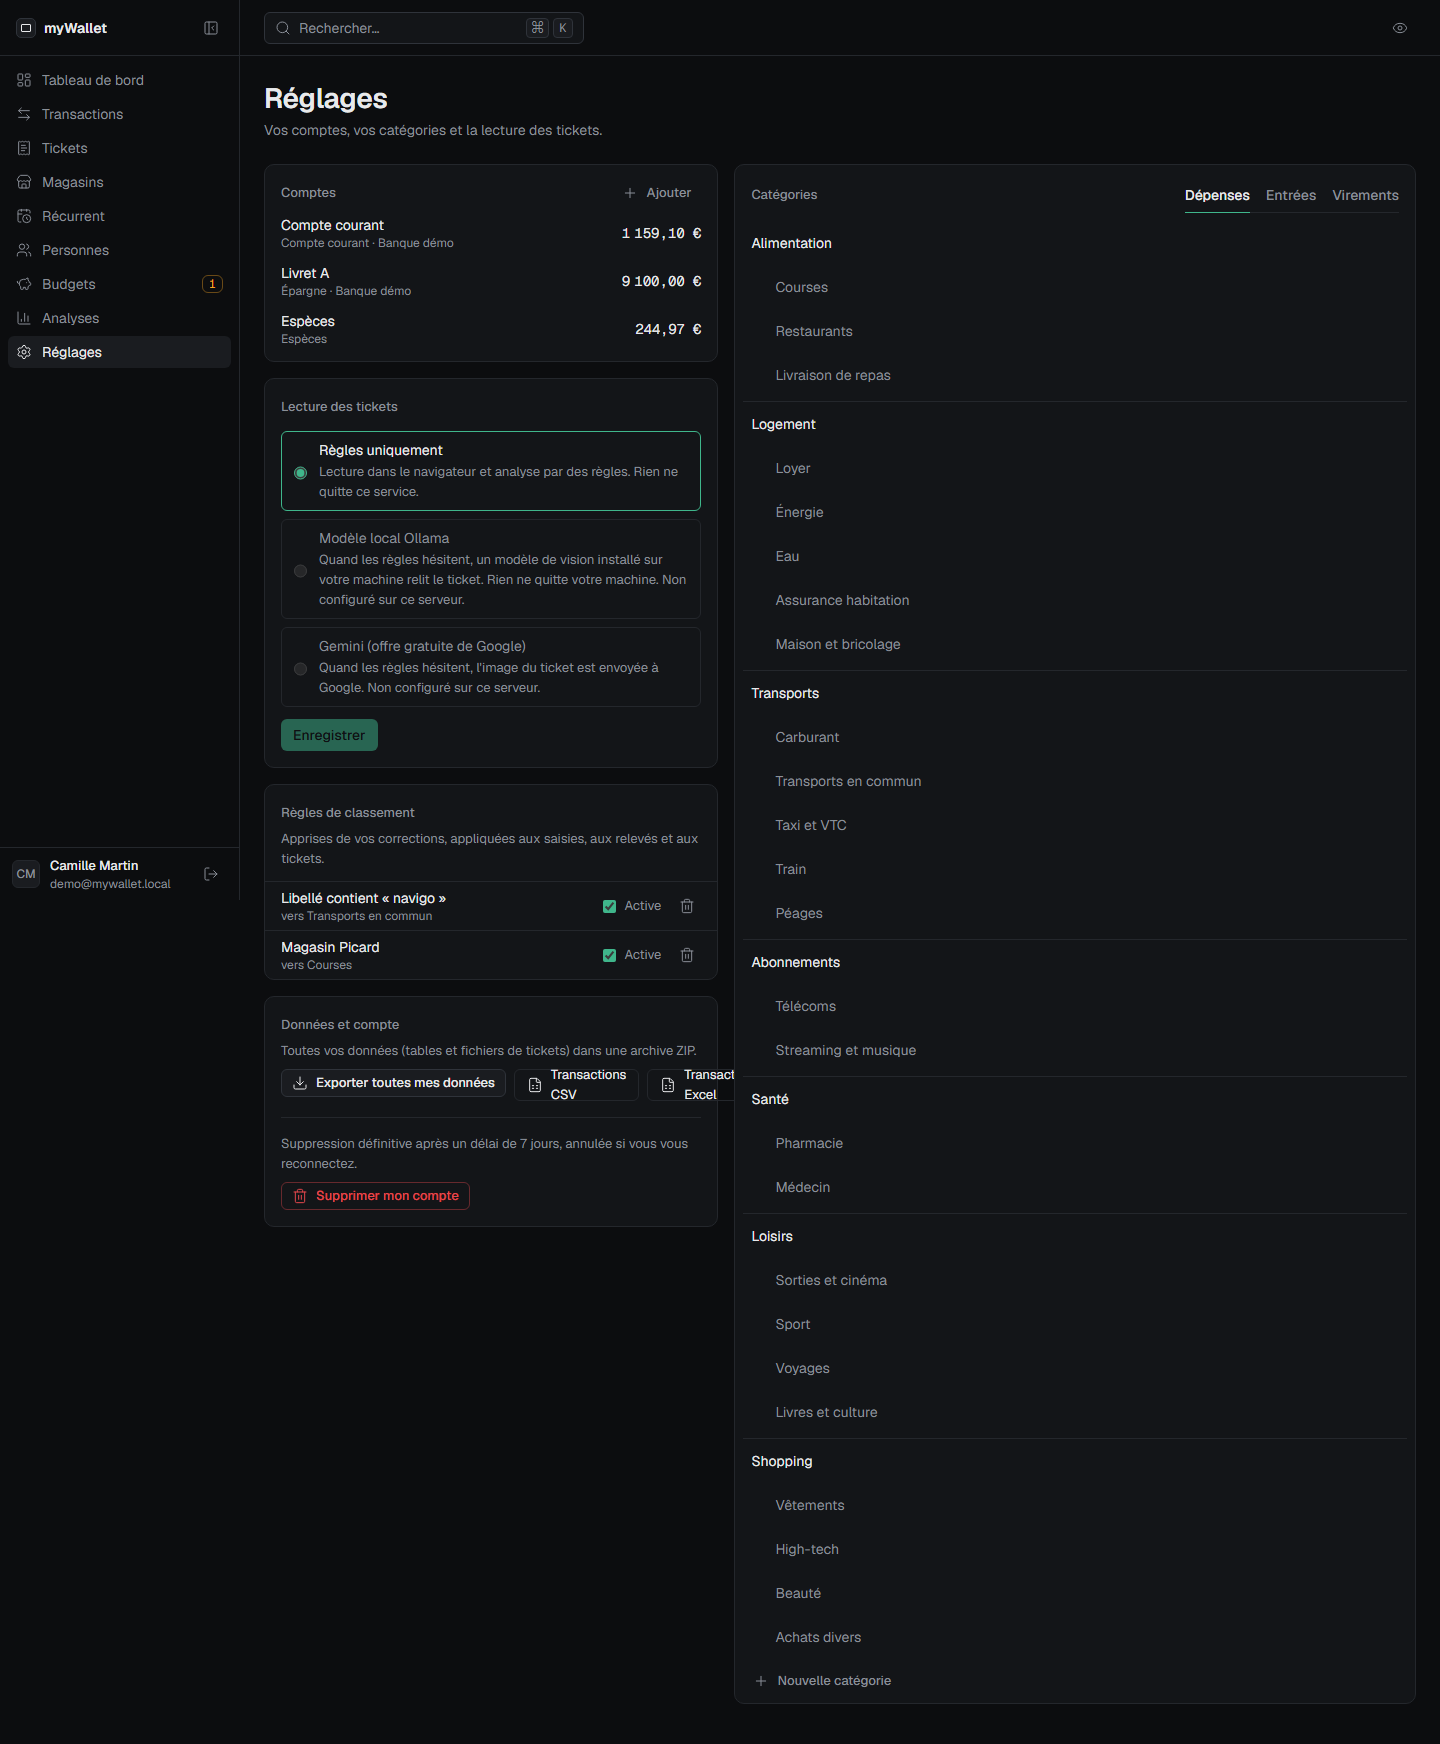 myWallet
Rechercher...
⌘ K
Tableau de bord
Transactions
Tickets
Magasins
Récurrent
Personnes
Budgets 1
Analyses
Réglages
CM
Camille Martin
demo@mywallet.local
Réglages
Vos comptes, vos catégories et la lecture des tickets.
Comptes
Ajouter
Compte courant
Compte courant · Banque démo
1 159,10 €
Livret A
Épargne · Banque démo
9 100,00 €
Espèces
Espèces
244,97 €
Lecture des tickets
Règles uniquement
Lecture dans le navigateur et analyse par des règles. Rien ne
quitte ce service.
Modèle local Ollama
Quand les règles hésitent, un modèle de vision installé sur
votre machine relit le ticket. Rien ne quitte votre machine. Non
configuré sur ce serveur.
Gemini (offre gratuite de Google)
Quand les règles hésitent, l'image du ticket est envoyée à
Google. Non configuré sur ce serveur.
Enregistrer
Règles de classement
Apprises de vos corrections, appliquées aux saisies, aux relevés et aux
tickets.
Libellé contient « navigo »
vers Transports en commun
Active
Magasin Picard
vers Courses
Active
Données et compte
Toutes vos données (tables et fichiers de tickets) dans une archive ZIP.
Exporter toutes mes données
Transactions
CSV
Transact
Excel
Suppression définitive après un délai de 7 jours, annulée si vous vous
reconnectez.
Supprimer mon compte
Catégories
Dépenses Entrées Virements
Alimentation
Courses
Restaurants
Livraison de repas
Logement
Loyer
Énergie
Eau
Assurance habitation
Maison et bricolage
Transports
Carburant
Transports en commun
Taxi et VTC
Train
Péages
Abonnements
Télécoms
Streaming et musique
Santé
Pharmacie
Médecin
Loisirs
Sorties et cinéma
Sport
Voyages
Livres et culture
Shopping
Vêtements
High-tech
Beauté
Achats divers
Nouvelle catégorie